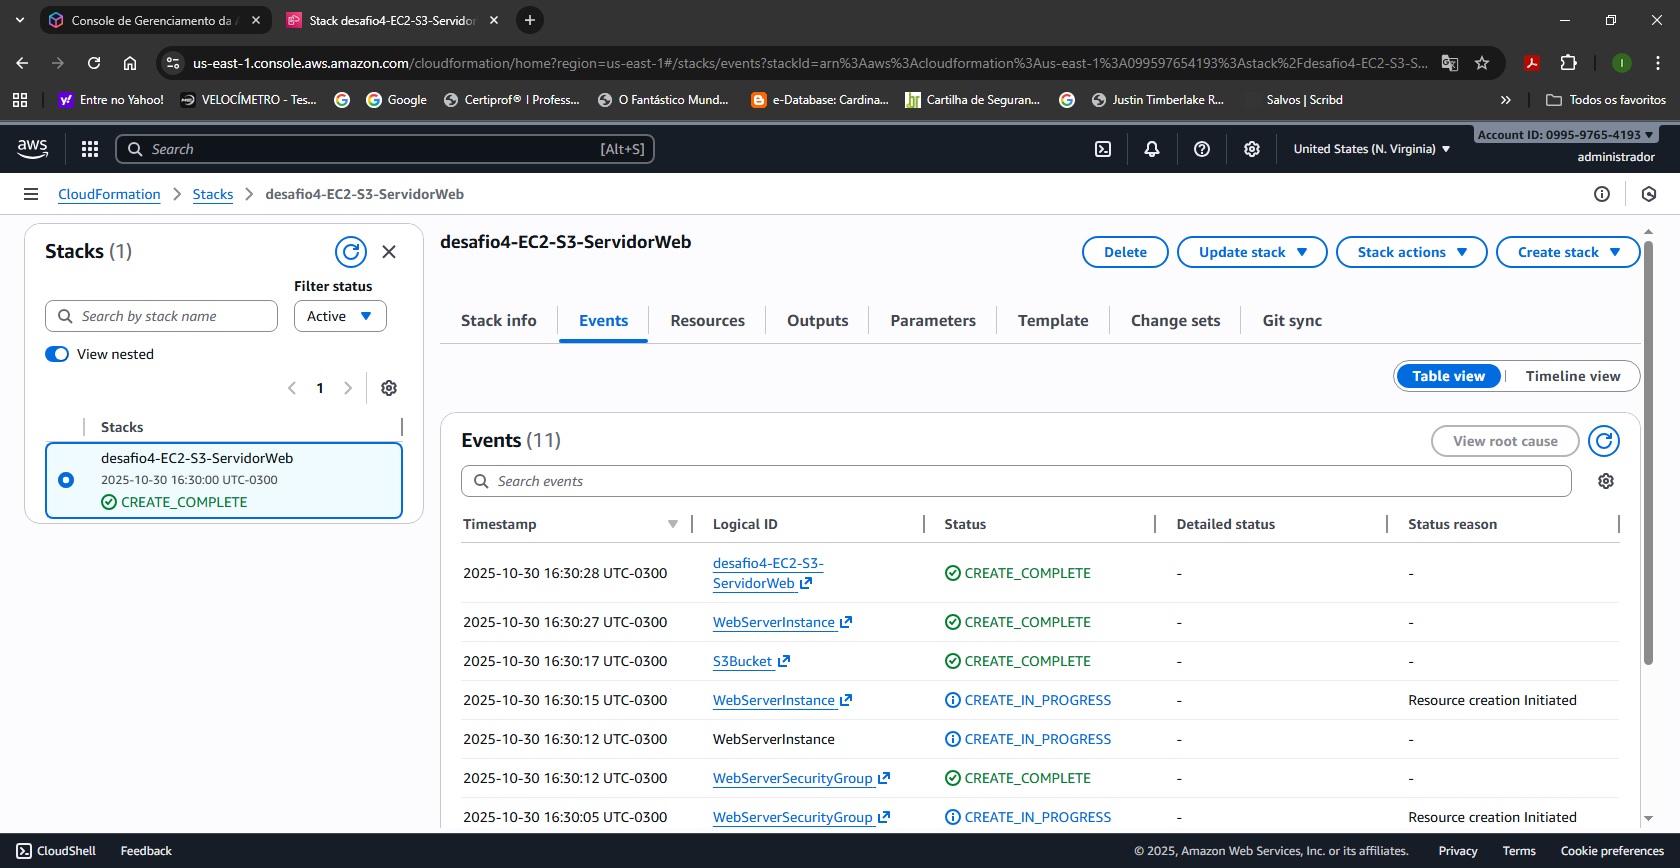 Console de Gerenciamento da A
Stack desafio4-EC2-S3-Servidor
us-east-1.console.aws.amazon.com/cloudformation/home?region=us-east-1#/stacks/events?stackId=arn%3Aaws%3Acloudformation%3Aus-east-1%3A099597654193%3Astack%2Fdesafio4-EC2-S3-S...
Entre no Yahoo!
VELOCÍMETRO - Tes...
Google
Certiprof® l Profess...
O Fantástico Mund...
e-Database: Cardina...
Cartilha de Seguran...
Justin Timberlake R...
Salvos | Scribd
Todos os favoritos
aws
Search
[Alt+S]
United States (N. Virginia)
Account ID: 0995-9765-4193
administrador
CloudFormation
Stacks
desafio4-EC2-S3-ServidorWeb
Stacks (1)
Filter status
Search by stack name
Active
View nested
1
Stacks
desafio4-EC2-S3-ServidorWeb
2025-10-30 16:30:00 UTC-0300
CREATE_COMPLETE
desafio4-EC2-S3-ServidorWeb
Delete
Update stack
Stack actions
Create stack
Stack info
Events
Resources
Outputs
Parameters
Template
Change sets
Git sync
Table view
Timeline view
Events (11)
View root cause
Search events
Timestamp Logical ID Status Detailed status Status reason
2025-10-30 16:30:28 UTC-0300 desafio4-EC2-S3-
ServidorWeb CREATE_COMPLETE - -
2025-10-30 16:30:27 UTC-0300 WebServerInstance CREATE_COMPLETE - -
2025-10-30 16:30:17 UTC-0300 S3Bucket CREATE_COMPLETE - -
2025-10-30 16:30:15 UTC-0300 WebServerInstance CREATE_IN_PROGRESS - Resource creation Initiated
2025-10-30 16:30:12 UTC-0300 WebServerInstance CREATE_IN_PROGRESS - -
2025-10-30 16:30:12 UTC-0300 WebServerSecurityGroup CREATE_COMPLETE - -
2025-10-30 16:30:05 UTC-0300 WebServerSecurityGroup CREATE_IN_PROGRESS - Resource creation Initiated
CloudShell
Feedback
© 2025, Amazon Web Services, Inc. or its affiliates.
Privacy
Terms
Cookie preferences